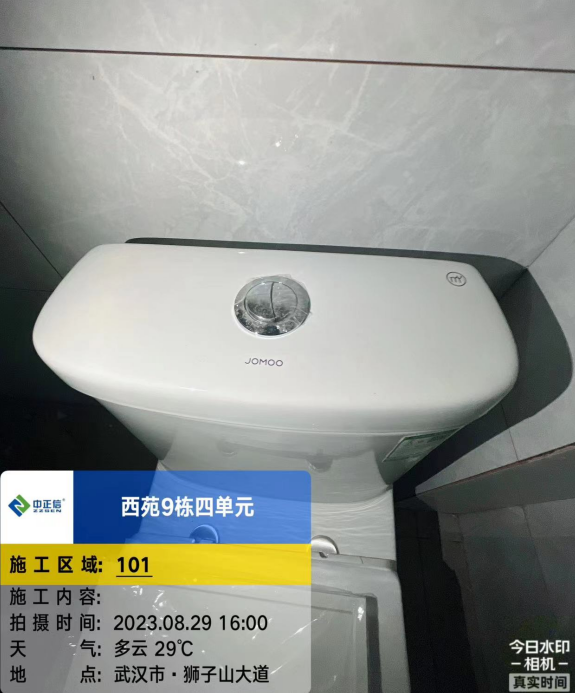 JOMOO
中正信
ZZGEN
西苑9栋四单元
施工区域: 101
施工内容:
拍摄时间: 2023.08.29 16:00
天气: 多云 29℃
地点: 武汉市·狮子山大道
今日水印
-相机-
真实时间